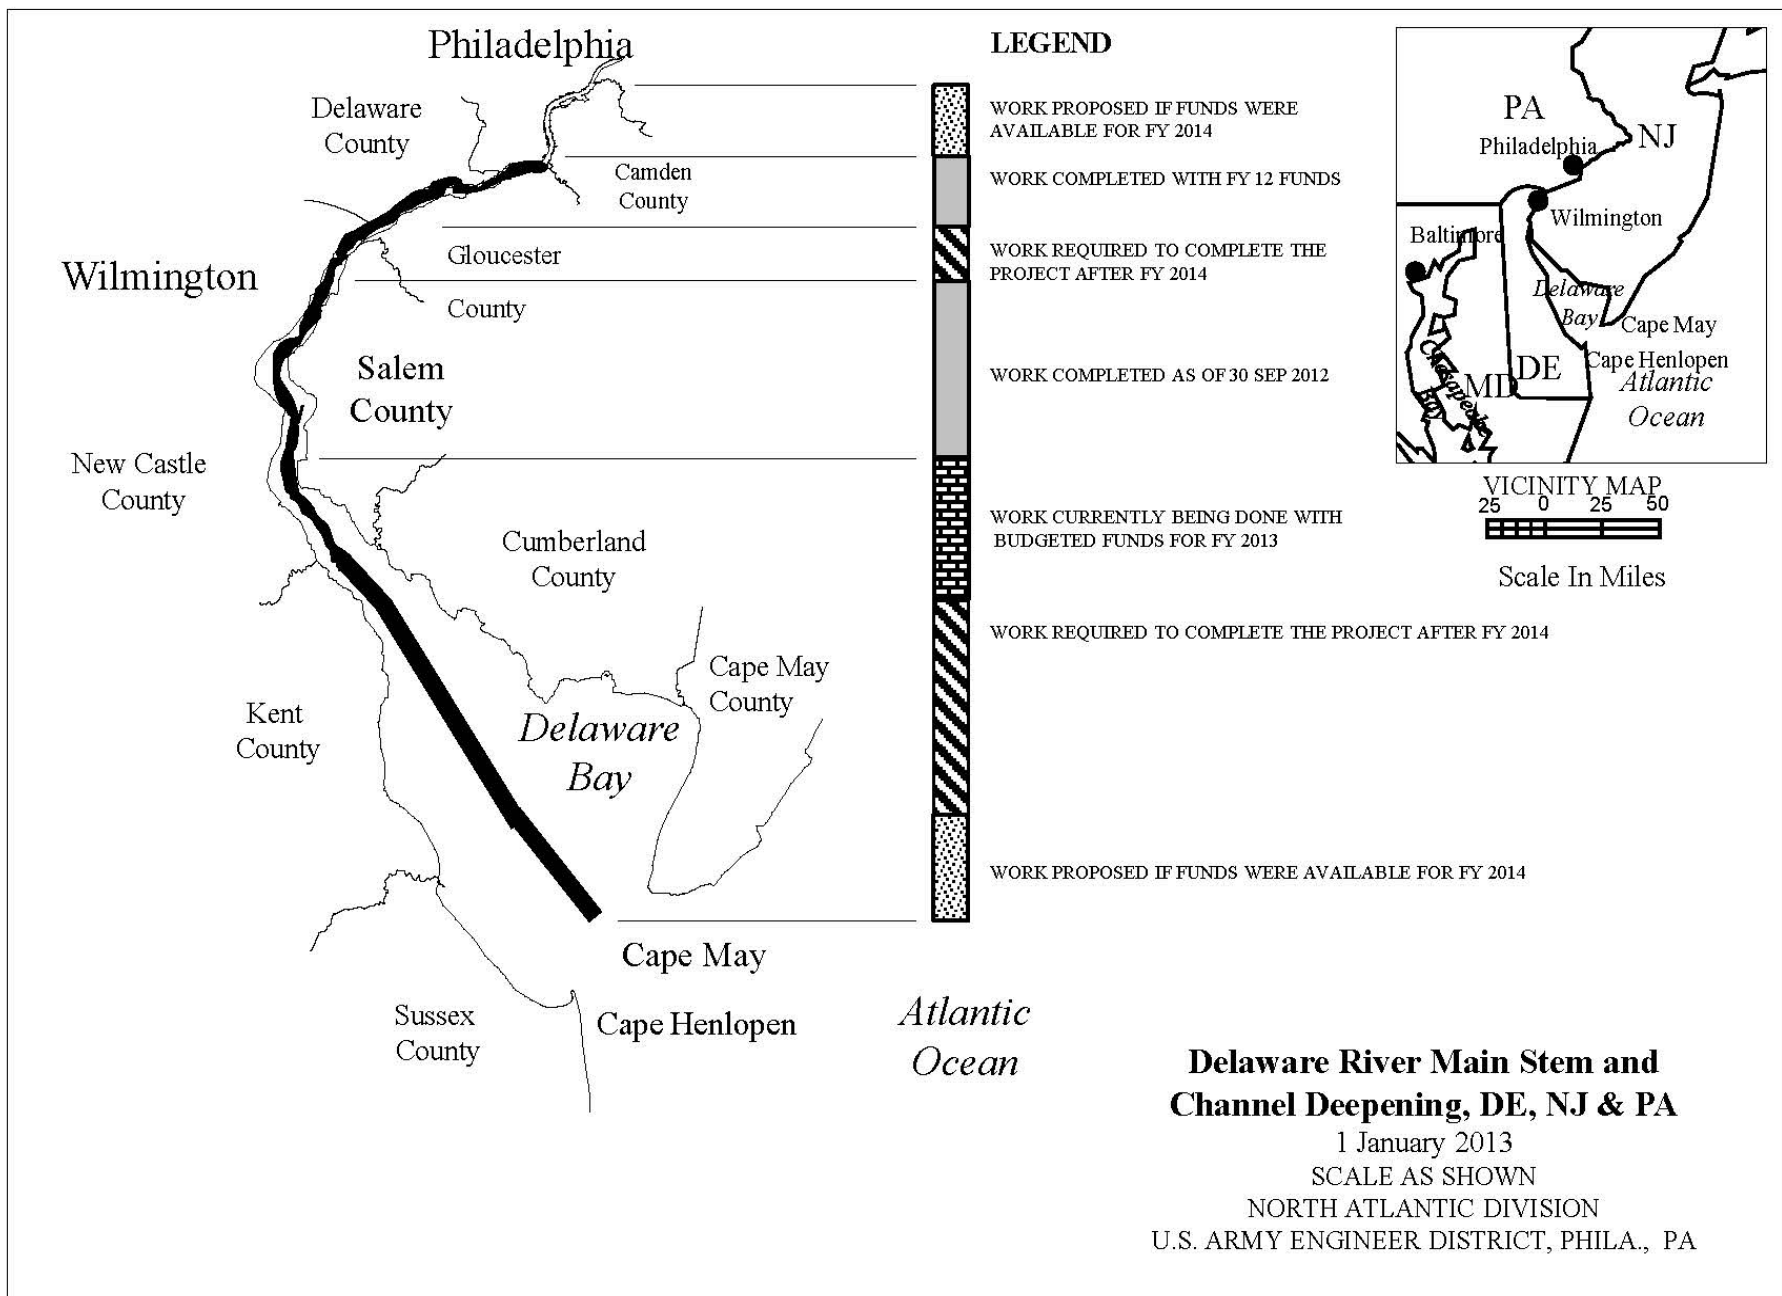 Philadelphia
Delaware
County
Camden
County
Gloucester
County
Wilmington
Salem
County
New Castle
County
Cumberland
County
Cape May
County
Kent
County
Delaware
Bay
Cape May
Cape Henlopen
Sussex
County
Atlantic
Ocean
LEGEND
WORK PROPOSED IF FUNDS WERE
AVAILABLE FOR FY 2014
WORK COMPLETED WITH FY 12 FUNDS
WORK REQUIRED TO COMPLETE THE
PROJECT AFTER FY 2014
WORK COMPLETED AS OF 30 SEP 2012
WORK CURRENTLY BEING DONE WITH
BUDGETED FUNDS FOR FY 2013
WORK REQUIRED TO COMPLETE THE PROJECT AFTER FY 2014
WORK PROPOSED IF FUNDS WERE AVAILABLE FOR FY 2014
PA
NJ
Philadelphia
Wilmington
Baltimore
Delaware
Bay
Cape May
Cape Henlopen
DE
MD
Chesapeake
Bay
Atlantic
Ocean
VICINITY MAP
25 0 25 50
Scale In Miles
Delaware River Main Stem and
Channel Deepening, DE, NJ & PA
1 January 2013
SCALE AS SHOWN
NORTH ATLANTIC DIVISION
U.S. ARMY ENGINEER DISTRICT, PHILA., PA